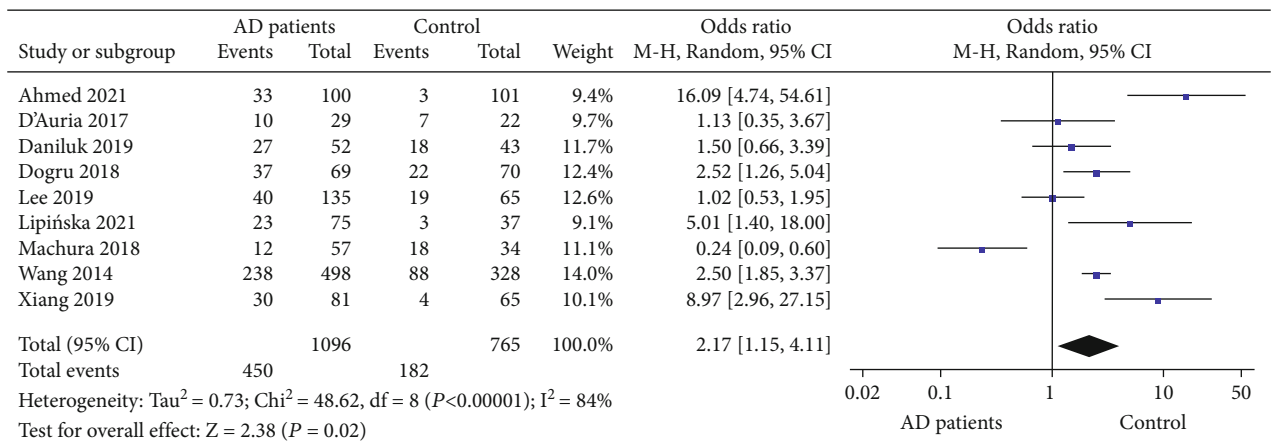 AD patients Control Odds ratio Odds ratio
Study or subgroup Events Total Events Total Weight M-H, Random, 95% CI M-H, Random, 95% CI
Ahmed 2021 33 100 3 101 9.4% 16.09 [4.74, 54.61]
D'Auria 2017 10 29 7 22 9.7% 1.13 [0.35, 3.67]
Daniluk 2019 27 52 18 43 11.7% 1.50 [0.66, 3.39]
Dogru 2018 37 69 22 70 12.4% 2.52 [1.26, 5.04]
Lee 2019 40 135 19 65 12.6% 1.02 [0.53, 1.95]
Lipińska 2021 23 75 3 37 9.1% 5.01 [1.40, 18.00]
Machura 2018 12 57 18 34 11.1% 0.24 [0.09, 0.60]
Wang 2014 238 498 88 328 14.0% 2.50 [1.85, 3.37]
Xiang 2019 30 81 4 65 10.1% 8.97 [2.96, 27.15]
Total (95% CI) 1096 765 100.0% 2.17 [1.15, 4.11]
Total events 450 182
Heterogeneity: Tau² = 0.73; Chi² = 48.62, df = 8 (P<0.00001); I² = 84%
Test for overall effect: Z = 2.38 (P = 0.02)
0.02 0.1 1 10 50
AD patients Control